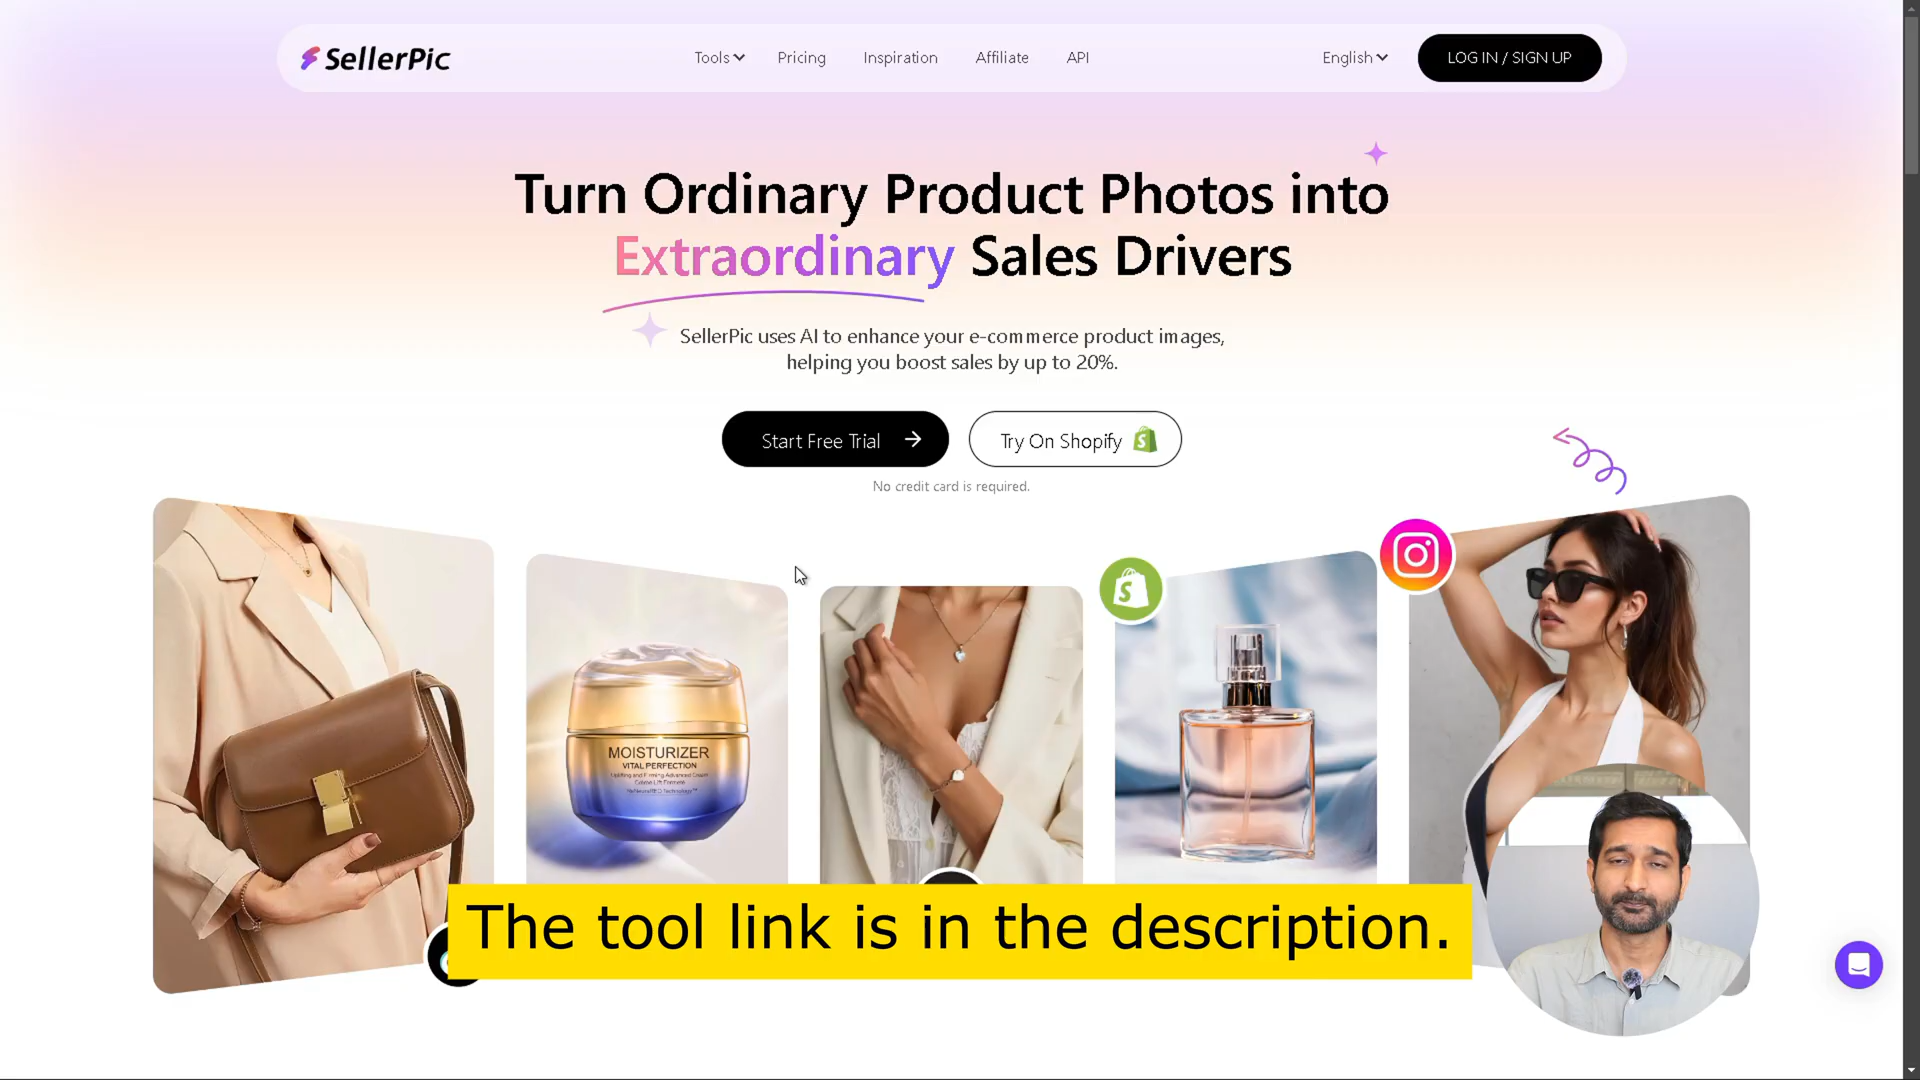 SellerPic
Tools
Pricing
Inspiration
Affiliate
API
English
LOG IN / SIGN UP
Turn Ordinary Product Photos into
Extraordinary Sales Drivers
SellerPic uses AI to enhance your e-commerce product images,
helping you boost sales by up to 20%.
Start Free Trial
Try On Shopify
No credit card is required.
MOISTURIZER
VITAL PERFECTION
The tool link is in the description.